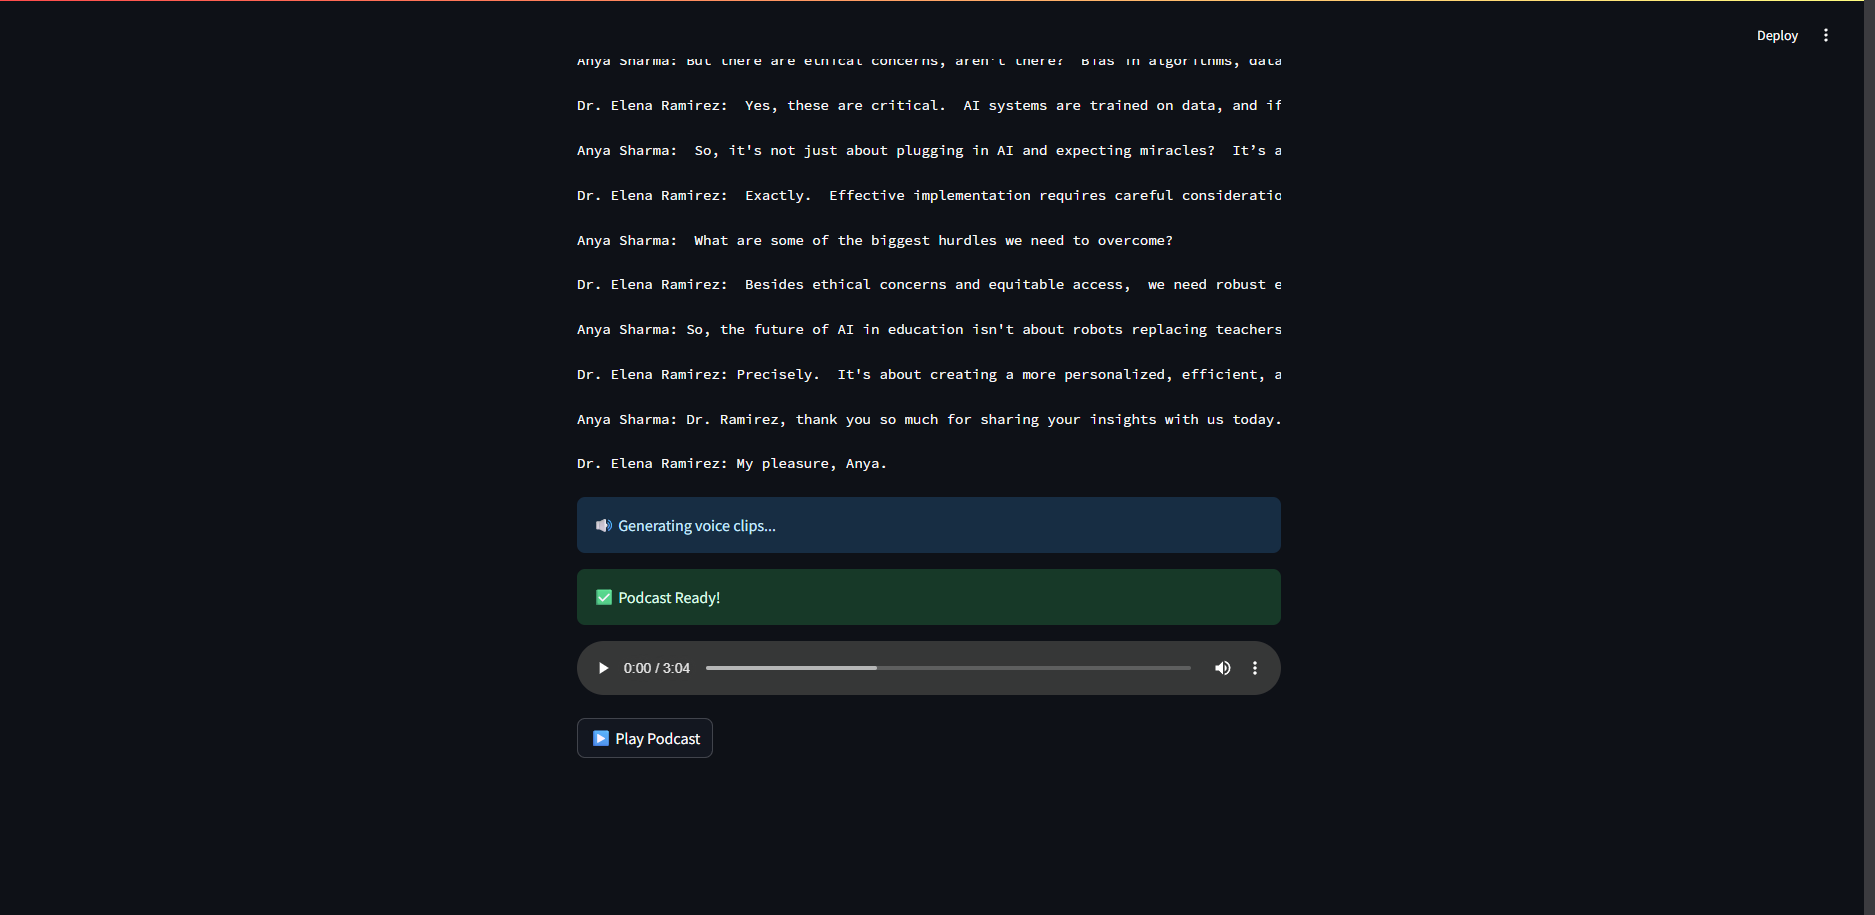 Deploy
Anya Sharma: But there are ethical concerns, aren't there?  Bias in algorithms, data
Dr. Elena Ramirez:  Yes, these are critical.  AI systems are trained on data, and if
Anya Sharma:  So, it's not just about plugging in AI and expecting miracles?  It’s a
Dr. Elena Ramirez:  Exactly.  Effective implementation requires careful consideratio
Anya Sharma:  What are some of the biggest hurdles we need to overcome?
Dr. Elena Ramirez:  Besides ethical concerns and equitable access,  we need robust e
Anya Sharma: So, the future of AI in education isn't about robots replacing teachers
Dr. Elena Ramirez: Precisely.  It's about creating a more personalized, efficient, a
Anya Sharma: Dr. Ramirez, thank you so much for sharing your insights with us today.
Dr. Elena Ramirez: My pleasure, Anya.
Generating voice clips...
Podcast Ready!
0:00 / 3:04
Play Podcast